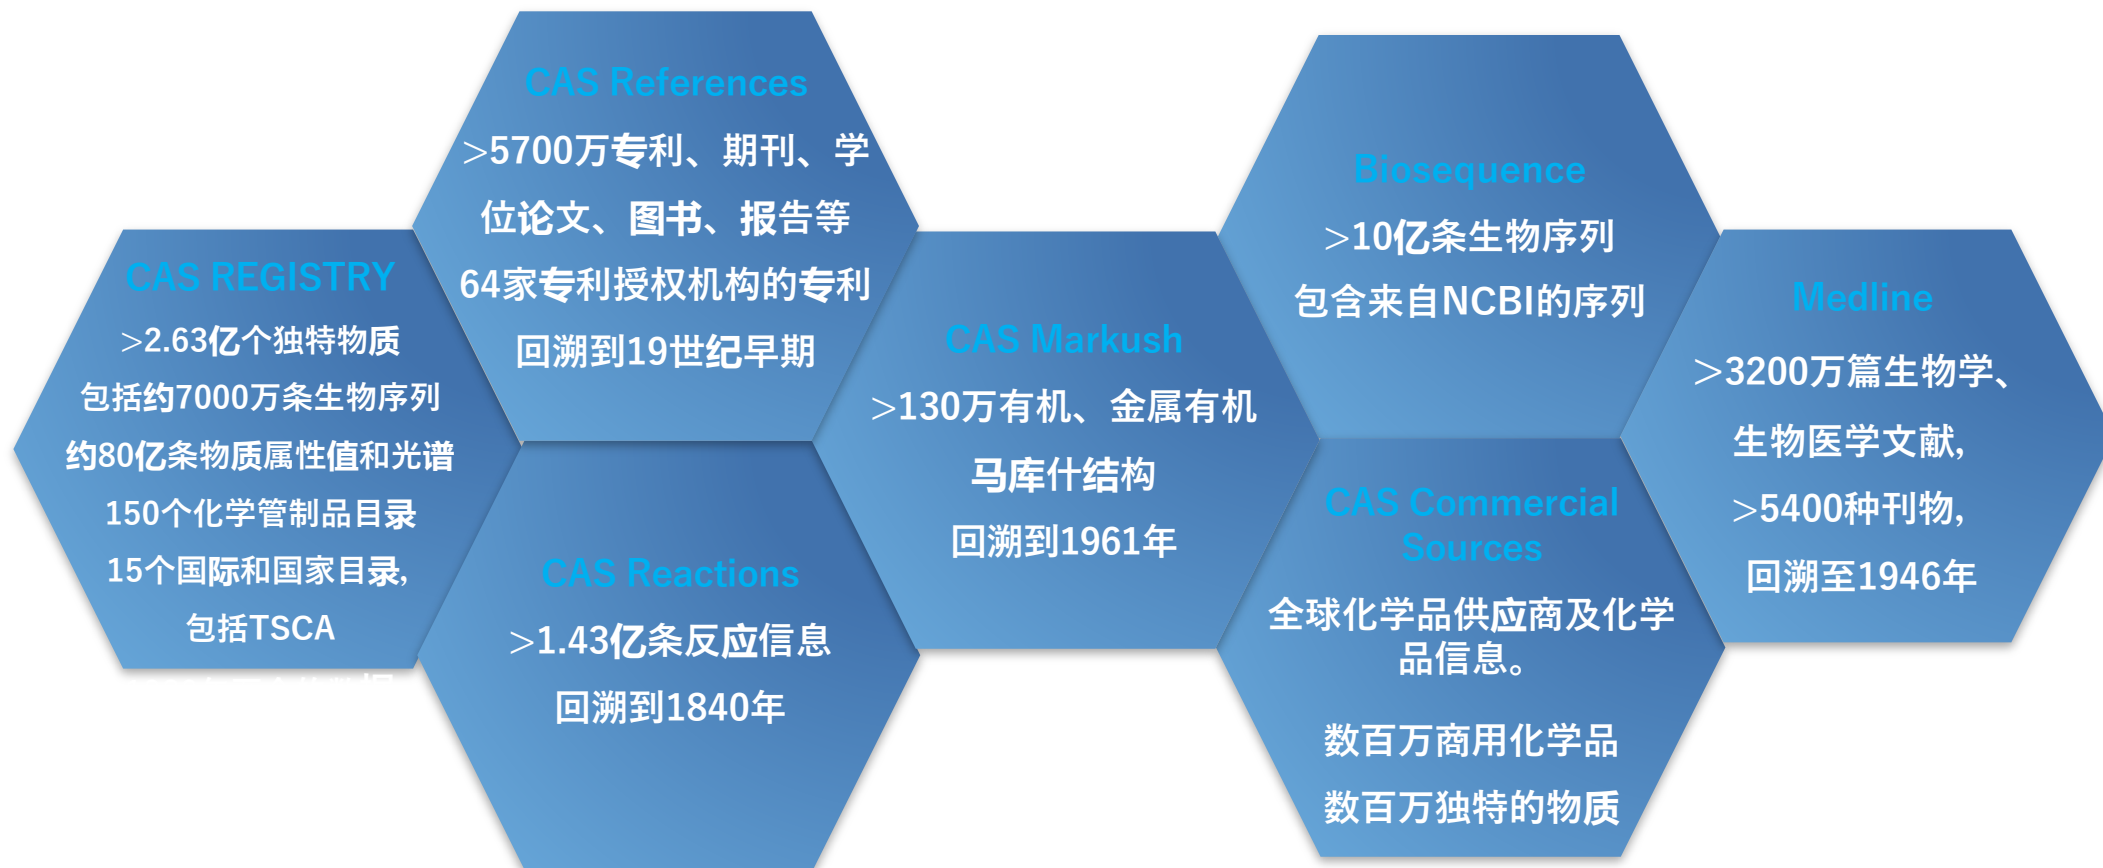 CAS REGISTRY
>2.63亿个独特物质
包括约7000万条生物序列
约80亿条物质属性值和光谱
150个化学管制品目录
15个国际和国家目录,
包括TSCA
CAS References
>5700万专利、期刊、学
位论文、图书、报告等
64家专利授权机构的专利
回溯到19世纪早期
CAS Reactions
>1.43亿条反应信息
回溯到1840年
CAS Markush
>130万有机、金属有机
马库什结构
回溯到1961年
Biosequence
>10亿条生物序列
包含来自NCBI的序列
CAS Commercial
Sources
全球化学品供应商及化学
品信息。
数百万商用化学品
数百万独特的物质
Medline
>3200万篇生物学、
生物医学文献,
>5400种刊物,
回溯至1946年